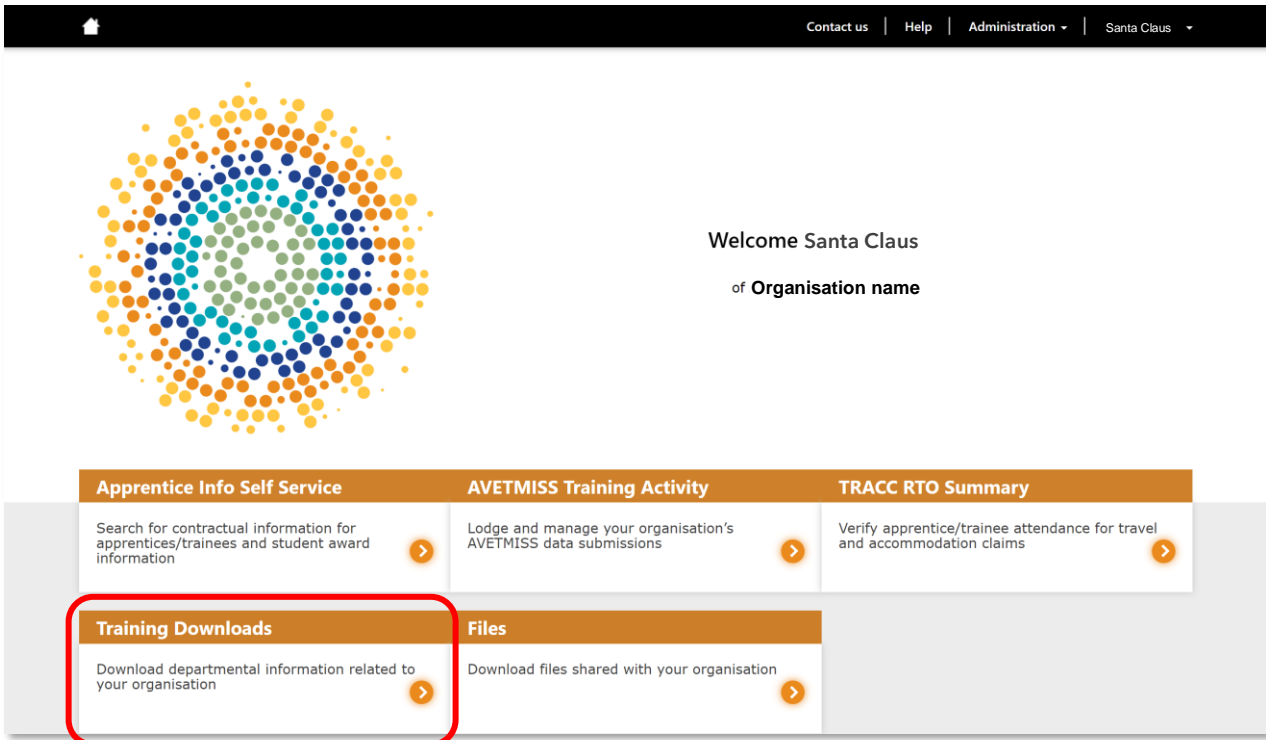 Contact us | Help | Administration | Santa Claus
Welcome Santa Claus
of Organisation name
Apprentice Info Self Service
Search for contractual information for
apprentices/trainees and student award
information
AVETMISS Training Activity
Lodge and manage your organisation's
AVETMISS data submissions
TRACC RTO Summary
Verify apprentice/trainee attendance for travel
and accommodation claims
Training Downloads
Download departmental information related to
your organisation
Files
Download files shared with your organisation